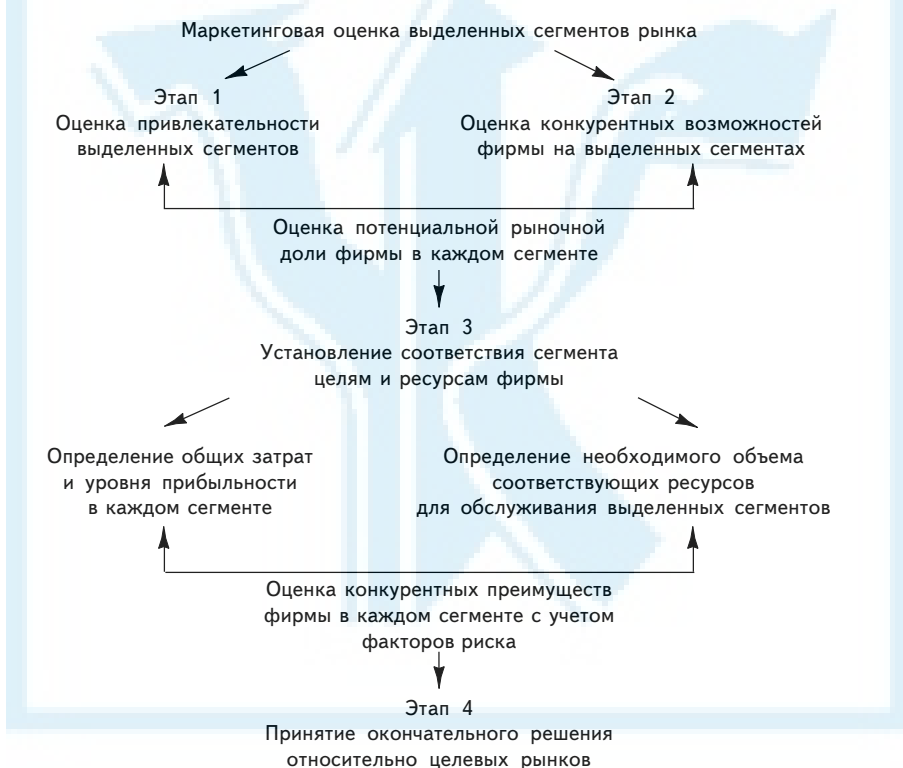 Маркетинговая оценка выделенных сегментов рынка
Этап 1
Оценка привлекательности
выделенных сегментов
Этап 2
Оценка конкурентных возможностей
фирмы на выделенных сегментах
Оценка потенциальной рыночной
доли фирмы в каждом сегменте
Этап 3
Установление соответствия сегмента
целям и ресурсам фирмы
Определение общих затрат
и уровня прибыльности
в каждом сегменте
Определение необходимого объема
соответствующих ресурсов
для обслуживания выделенных сегментов
Оценка конкурентных преимуществ
фирмы в каждом сегменте с учетом
факторов риска
Этап 4
Принятие окончательного решения
относительно целевых рынков